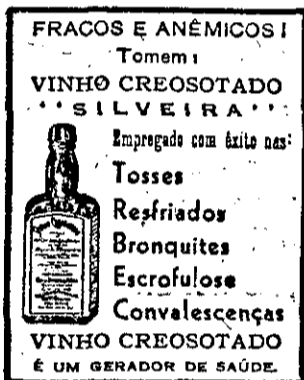 FRACOS E ANÊMICOS!
Tomem:
VINHO CREOSOTADO
"SILVEIRA"
Empregado com êxito nas:
Tosses
Resfriados
Bronquites
Escrofulose
Convalescenças
VINHO CREOSOTADO
É UM GERADOR DE SAÚDE.